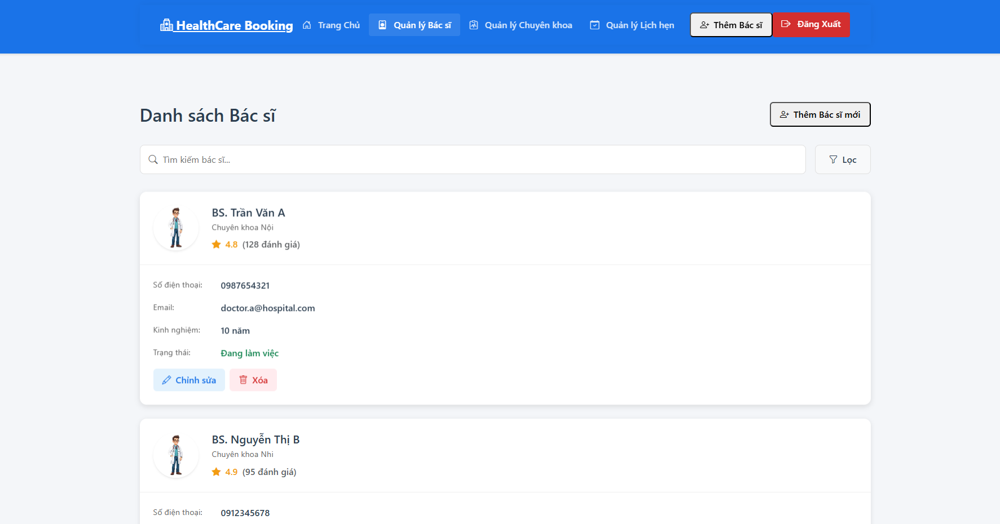 HealthCare Booking Trang Chủ Quản lý Bác sĩ Quản lý Chuyên khoa Quản lý Lịch hẹn Thêm Bác sĩ Đăng Xuất
Danh sách Bác sĩ Thêm Bác sĩ mới
Tìm kiếm bác sĩ... Lọc
BS. Trần Văn A
Chuyên khoa Nội
4.8 (128 đánh giá)
Số điện thoại: 0987654321
Email: doctor.a@hospital.com
Kinh nghiệm: 10 năm
Trạng thái: Đang làm việc
Chỉnh sửa Xóa
BS. Nguyễn Thị B
Chuyên khoa Nhi
4.9 (95 đánh giá)
Số điện thoại: 0912345678